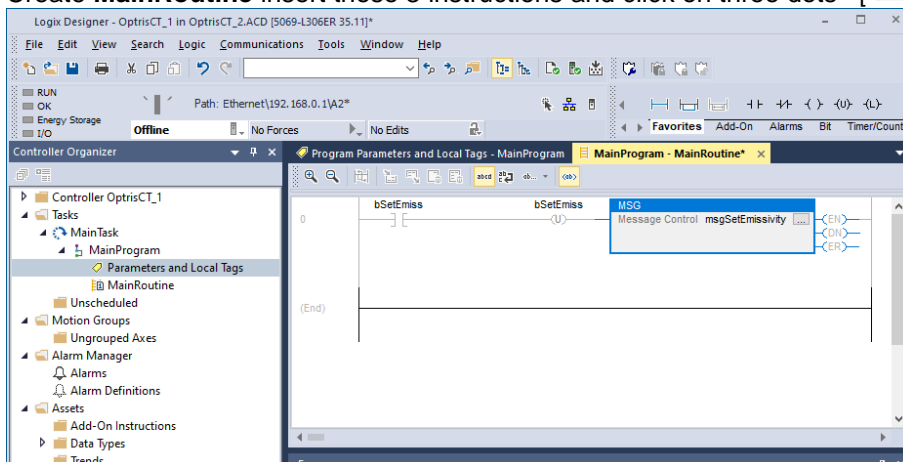 Create MainRoutine insert these 3 instructions and click on three dots [
Logix Designer - OptrisCT_1 in OptrisCT_2.ACD [5069-L306ER 35.11]*
File Edit View Search Logic Communications Tools Window Help
RUN
OK
Energy Storage
I/O
Path: Ethernet\192.168.0.1\A2*
Offline
No Forces
No Edits
Favorites Add-On Alarms Bit Timer/Count
Controller Organizer
Program Parameters and Local Tags - MainProgram
MainProgram - MainRoutine*
Controller OptrisCT_1
Tasks
MainTask
MainProgram
Parameters and Local Tags
MainRoutine
Unscheduled
Motion Groups
Ungrouped Axes
Alarm Manager
Alarms
Alarm Definitions
Assets
Add-On Instructions
Data Types
Trends
abcd
0
bSetEmiss
bSetEmiss
U
MSG
Message Control msgSetEmissivity ...
EN
DN
ER
(End)